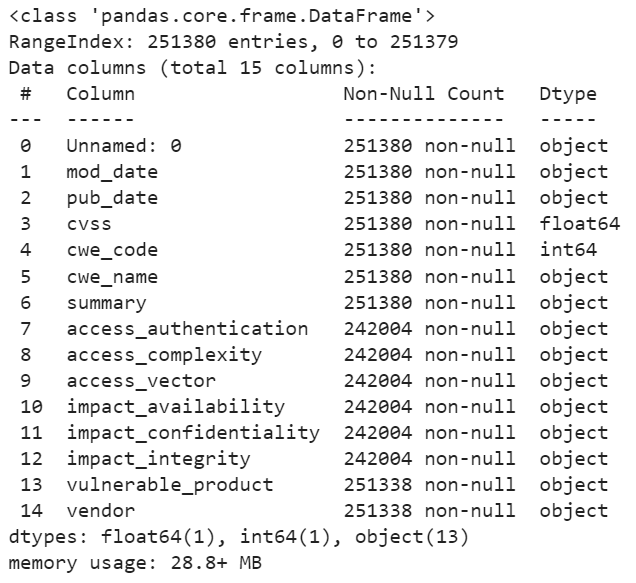 <class 'pandas.core.frame.DataFrame'>
RangeIndex: 251380 entries, 0 to 251379
Data columns (total 15 columns):
 #   Column                 Non-Null Count   Dtype
---  ------                 --------------   -----
 0   Unnamed: 0             251380 non-null  object
 1   mod_date               251380 non-null  object
 2   pub_date               251380 non-null  object
 3   cvss                   251380 non-null  float64
 4   cwe_code               251380 non-null  int64
 5   cwe_name               251380 non-null  object
 6   summary                251380 non-null  object
 7   access_authentication  242004 non-null  object
 8   access_complexity      242004 non-null  object
 9   access_vector          242004 non-null  object
 10  impact_availability    242004 non-null  object
 11  impact_confidentiality 242004 non-null  object
 12  impact_integrity       242004 non-null  object
 13  vulnerable_product     251338 non-null  object
 14  vendor                 251338 non-null  object
dtypes: float64(1), int64(1), object(13)
memory usage: 28.8+ MB